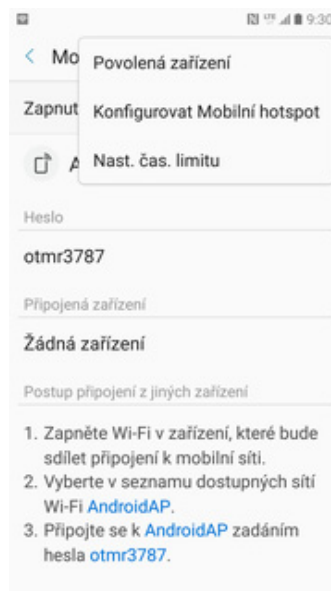 9:30
Mo
Povolená zařízení
Zapnut
Konfigurovat Mobilní hotspot
A
Nast. čas. limitu
Heslo
otmr3787
Připojená zařízení
Žádná zařízení
Postup připojení z jiných zařízení
1. Zapněte Wi-Fi v zařízení, které bude
sdílet připojení k mobilní síti.
2. Vyberte v seznamu dostupných sítí
Wi-Fi AndroidAP.
3. Připojte se k AndroidAP zadáním
hesla otmr3787.